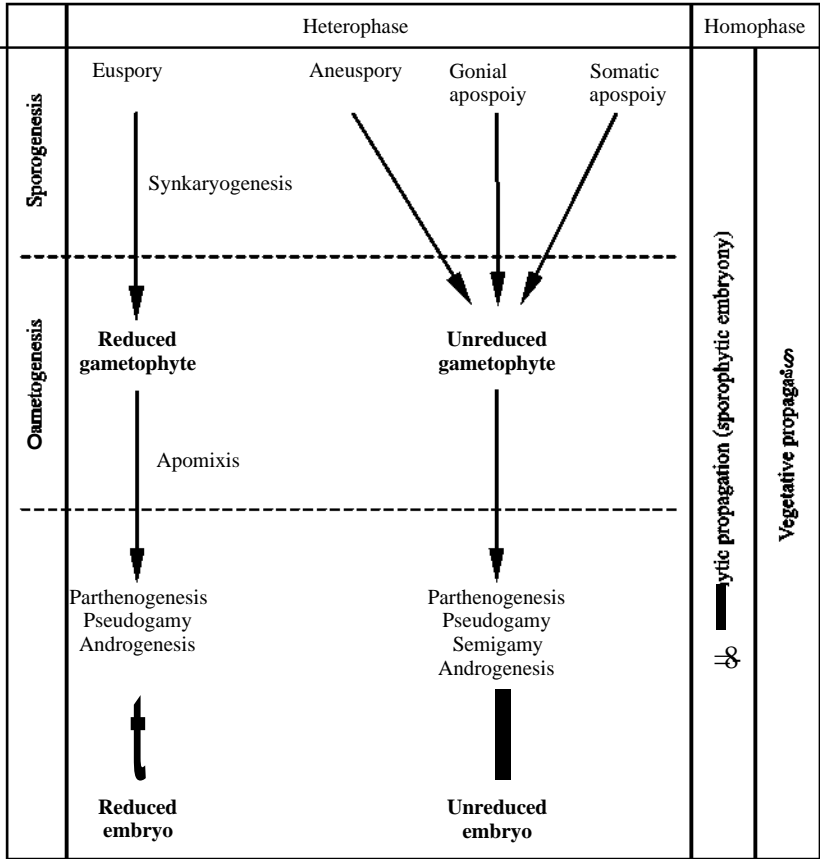 Heterophase
Homophase
Euspory
Aneuspory
Gonial
apospoiy
Somatic
apospoiy
Sporogenesis
Synkaryogenesis
Reduced
gametophyte
Unreduced
gametophyte
Oametogenesis
Apomixis
Parthenogenesis
Pseudogamy
Androgenesis
Parthenogenesis
Pseudogamy
Semigamy
Androgenesis
Reduced
embryo
Unreduced
embryo
propagation (sporophytic embryony)
Vegetative